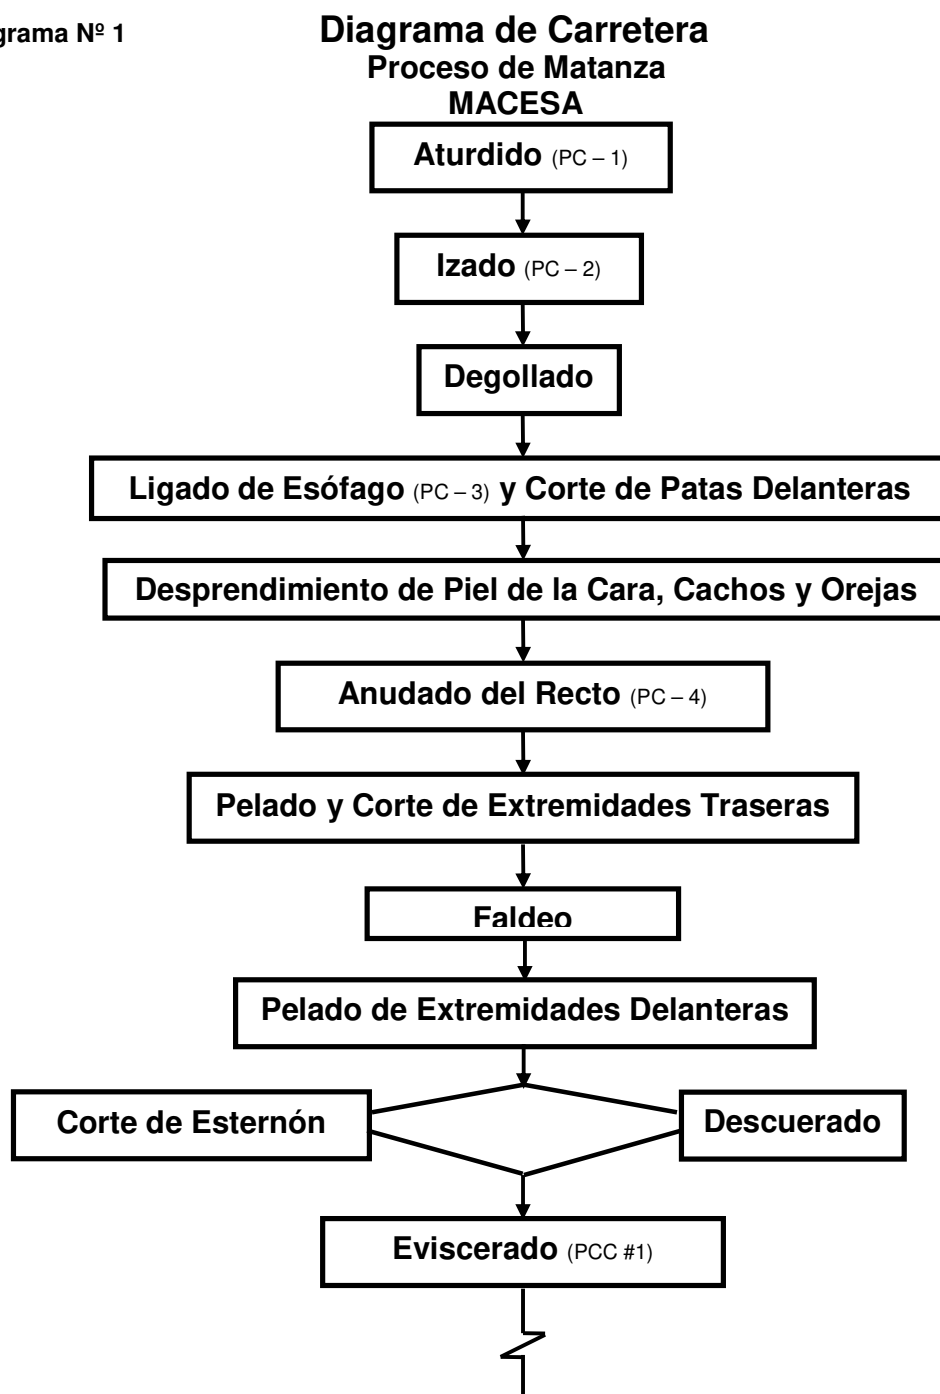 grama Nº 1
Diagrama de Carretera
Proceso de Matanza
MACESA
Aturdido (PC – 1)
Izado (PC – 2)
Degollado
Ligado de Esófago (PC – 3) y Corte de Patas Delanteras
Desprendimiento de Piel de la Cara, Cachos y Orejas
Anudado del Recto (PC – 4)
Pelado y Corte de Extremidades Traseras
Faldeo
Pelado de Extremidades Delanteras
Corte de Esternón
Descuerado
Eviscerado (PCC #1)